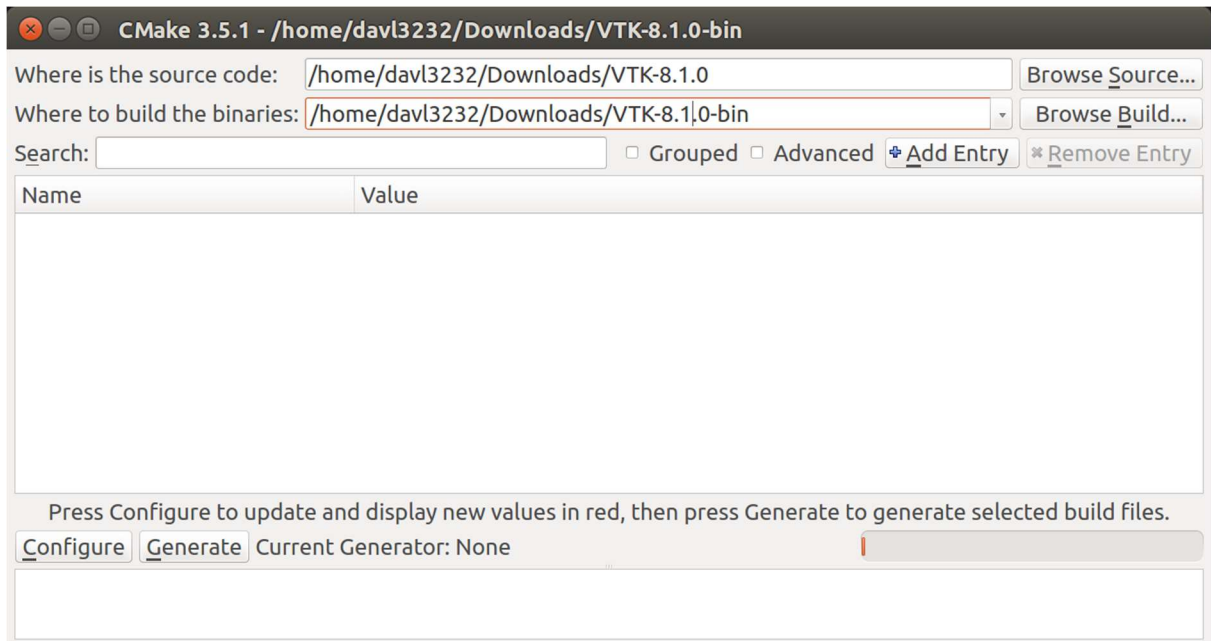 CMake 3.5.1 - /home/davl3232/Downloads/VTK-8.1.0-bin
Where is the source code: /home/davl3232/Downloads/VTK-8.1.0 Browse Source...
Where to build the binaries: /home/davl3232/Downloads/VTK-8.1.0-bin Browse Build...
Search: Grouped Advanced Add Entry Remove Entry
Name Value
Press Configure to update and display new values in red, then press Generate to generate selected build files.
Configure Generate Current Generator: None